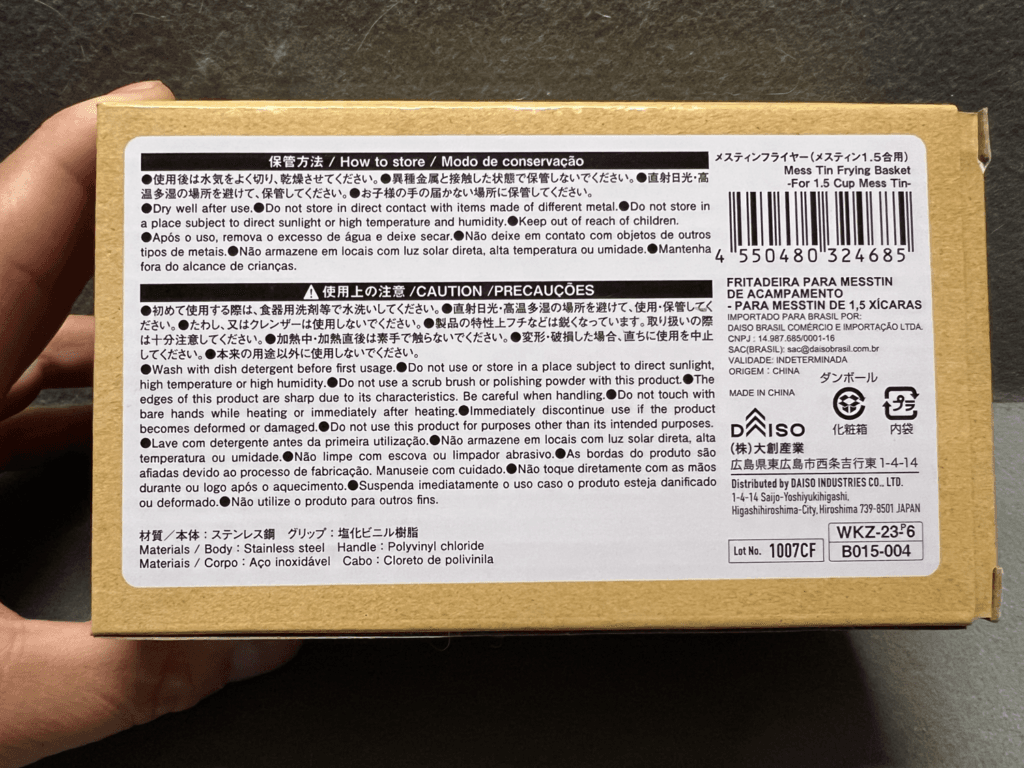 保管方法 / How to store / Modo de conservação
●使用後は水気をよく切り、乾燥させてください。●異種金属と接触した状態で保管しないでください。●直射日光・高
温多湿の場所を避けて、保管してください。●お子様の手の届かない場所に保管してください。
●Dry well after use.●Do not store in direct contact with items made of different metal.●Do not store in
a place subject to direct sunlight or high temperature and humidity.●Keep out of reach of children.
●Após o uso, remova o excesso de água e deixe secar.●Não deixe em contato com objetos de outros
tipos de metais.●Não armazene em locais com luz solar direta, alta temperatura ou umidade.●Mantenha
fora do alcance de crianças.
⚠使用上の注意 /CAUTION /PRECAUÇÕES
●初めて使用する際は、食器用洗剤等で水洗いしてください。●直射日光・高温多湿の場所を避けて、使用・保管してく
ださい。●たわし、又はクレンザーは使用しないでください。●製品の特性上フチなどは鋭くなっています。取り扱いの際
は十分注意してください。●加熱中・加熱直後は素手で触らないでください。●変形・破損した場合、直ちに使用を中止
してください。●本来の用途以外に使用しないでください。
●Wash with dish detergent before first usage.●Do not use or store in a place subject to direct sunlight,
high temperature or high humidity.●Do not use a scrub brush or polishing powder with this product.●The
edges of this product are sharp due to its characteristics. Be careful when handling.●Do not touch with
bare hands while heating or immediately after heating.●Immediately discontinue use if the product
becomes deformed or damaged.●Do not use this product for purposes other than its intended purposes.
●Lave com detergente antes da primeira utilização.●Não armazene em locais com luz solar direta, alta
temperatura ou umidade.●Não limpe com escova ou limpador abrasivo.●As bordas do produto são
afiadas devido ao processo de fabricação. Manuseie com cuidado.●Não toque diretamente com as mãos
durante ou logo após o aquecimento.●Suspenda imediatamente o uso caso o produto esteja danificado
ou deformado.●Não utilize o produto para outros fins.
材質／本体：ステンレス鋼 グリップ：塩化ビニル樹脂
Materials / Body : Stainless steel Handle : Polyvinyl chloride
Materiais / Corpo : Aço inoxidável Cabo : Cloreto de polivinila
メスティンフライヤー(メスティン1.5合用)
Mess Tin Frying Basket
-For 1.5 Cup Mess Tin-
4 550480 324685
FRITADEIRA PARA MESSTIN
DE ACAMPAMENTO
- PARA MESSTIN DE 1,5 XÍCARAS
IMPORTADO PARA BRASIL POR:
DAISO BRASIL COMÉRCIO E IMPORTAÇÃO LTDA.
CNPJ : 14.987.685/0001-16
SAC(BRASIL): sac@daisobrasil.com.br
VALIDADE: INDETERMINADA
ORIGEM : CHINA
MADE IN CHINA
ダンボール
化粧箱
プラ
内袋
DAISO
(株)大創産業
広島県東広島市西条吉行東1-4-14
Distributed by DAISO INDUSTRIES CO., LTD.
1-4-14 Saijo-Yoshiyukihigashi,
Higashihiroshima-City, Hiroshima 739-8501 JAPAN
Lot No. 1007CF
WKZ-23-P6
B015-004